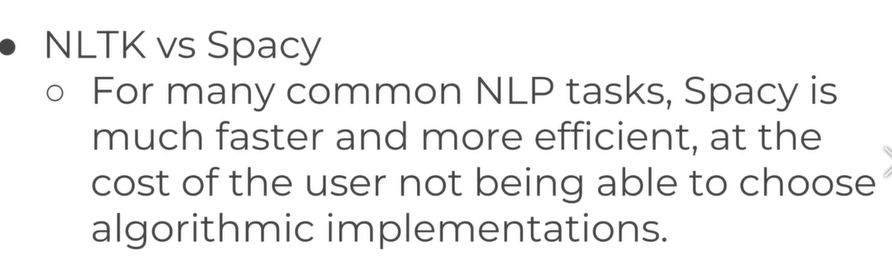 ● NLTK vs Spacy
○ For many common NLP tasks, Spacy is
much faster and more efficient, at the
cost of the user not being able to choose
algorithmic implementations.